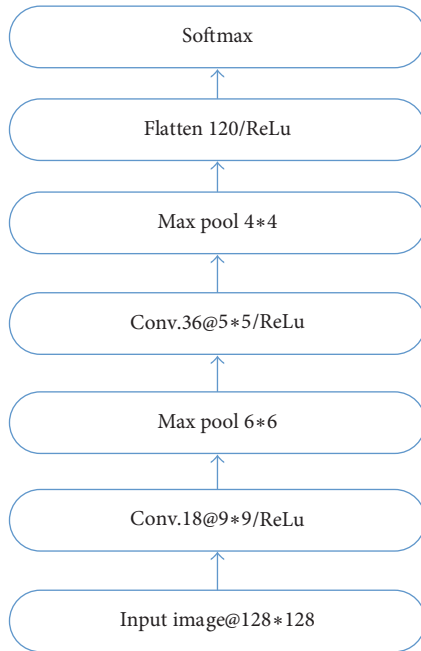 Softmax
Flatten 120/ReLu
Max pool 4∗4
Conv.36@5∗5/ReLu
Max pool 6∗6
Conv.18@9∗9/ReLu
Input image@128∗128